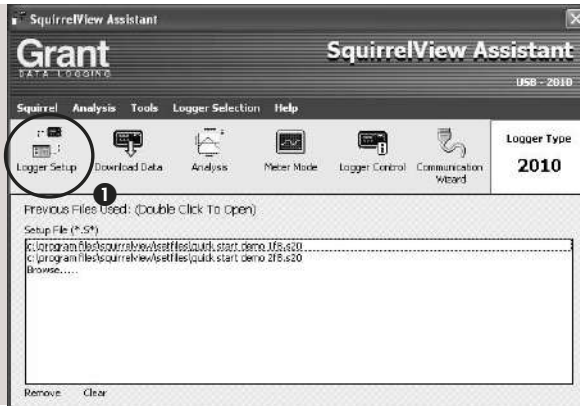 SquirrelView Assistant
Grant
DATA LOGGING
SquirrelView Assistant
USB - 2010
Squirrel Analysis Tools Logger Selection Help
Logger Setup
Download Data
Analysis
Meter Mode
Logger Control
Communication Wizard
Logger Type
2010
1
Previous Files Used: (Double Click To Open)
Setup File (*.S*)
c:\program files\squirrelview\setfiles\quick start demo 1f8.s20
c:\program files\squirrelview\setfiles\quick start demo 2f8.s20
Browse.....
Remove Clear